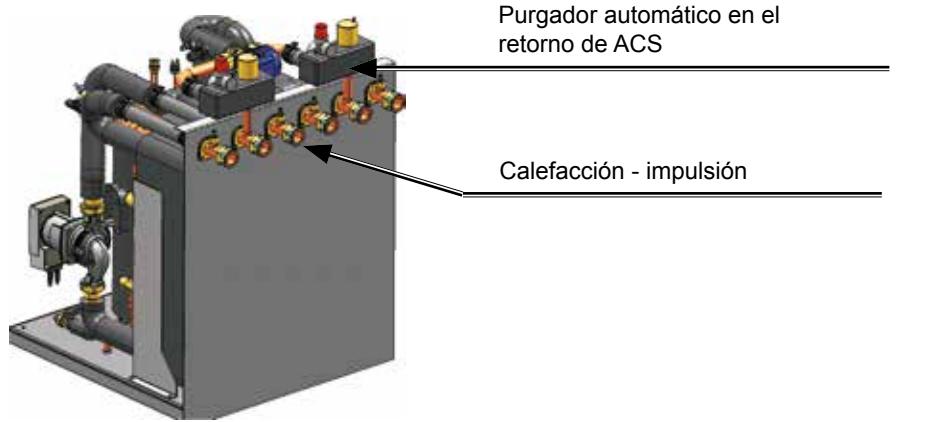 Purgador automático en el
retorno de ACS
Calefacción - impulsión